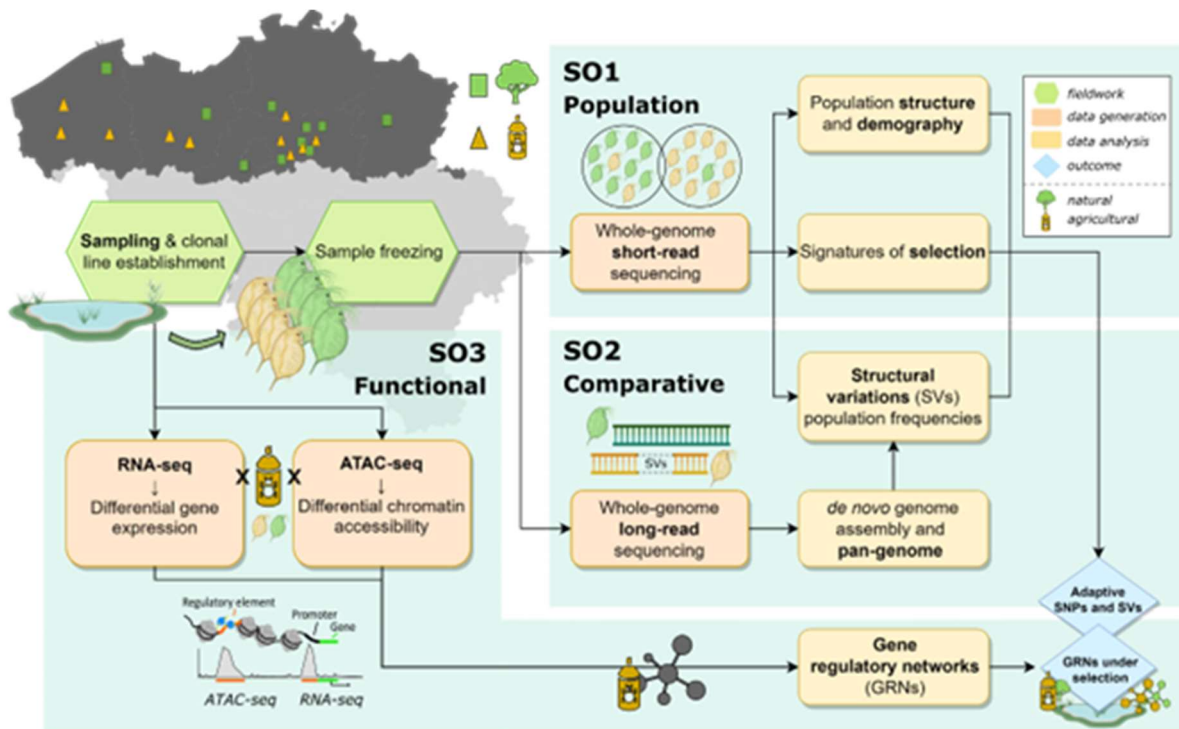 SO1
Population
Population structure
and demography
fieldwork
data generation
data analysis
outcome
natural
agricultural
Sampling & clonal
line establishment
Sample freezing
Whole-genome
short-read
sequencing
Signatures of selection
SO3
Functional
SO2
Comparative
Structural
variations (SVs)
population frequencies
SVs
RNA-seq
↓
Differential gene
expression
X
X
ATAC-seq
↓
Differential chromatin
accessibility
Whole-genome
long-read
sequencing
de novo genome
assembly and
pan-genome
Adaptive
SNPs and SVs
Regulatory element
Promoter
Gene
ATAC-seq
RNA-seq
Gene
regulatory networks
(GRNs)
GRNs under
selection